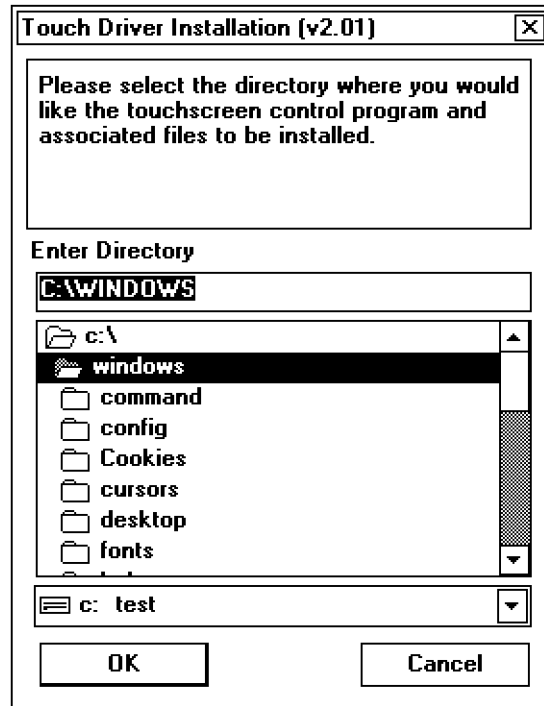 Touch Driver Installation (v2.01)
Please select the directory where you would
like the touchscreen control program and
associated files to be installed.
Enter Directory
C:\WINDOWS
c:\
windows
command
config
Cookies
cursors
desktop
fonts
c: test
OK
Cancel